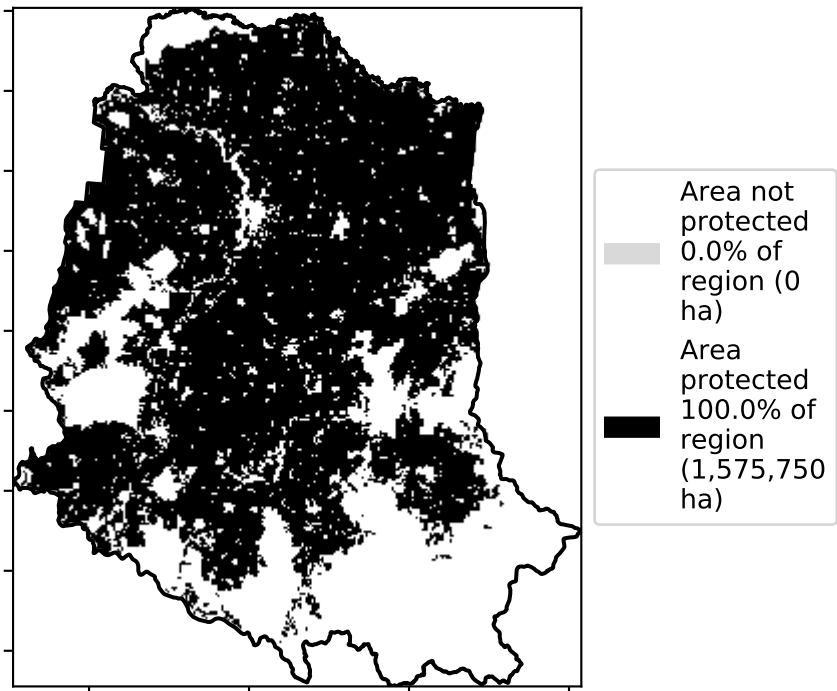 Area not
protected
0.0% of
region (0
ha)
Area
protected
100.0% of
region
(1,575,750
ha)